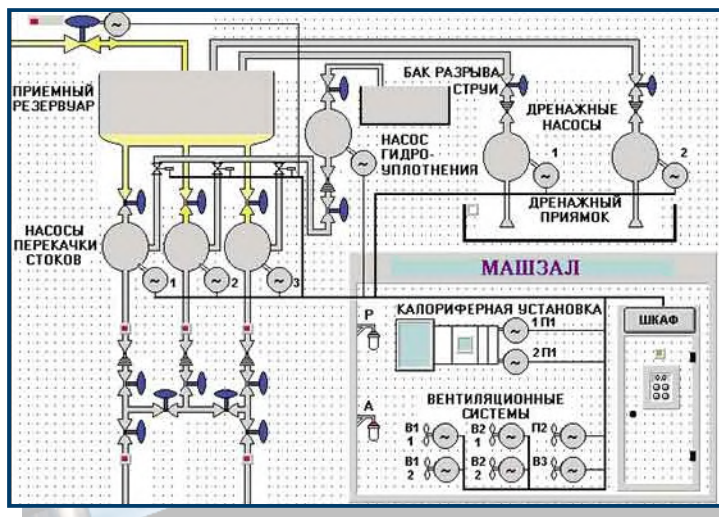 ПРИЕМНЫЙ
РЕЗЕРВУАР
БАК РАЗРЫВА
СТРУИ
ДРЕНАЖНЫЕ
НАСОСЫ
НАСОС
ГИДРО-
УПЛОТНЕНИЯ
1
2
ДРЕНАЖНЫЙ
ПРИЯМОК
НАСОСЫ
ПЕРЕКАЧКИ
СТОКОВ
1
2
3
МАШЗАЛ
Р
КАЛОРИФЕРНАЯ УСТАНОВКА
1П1
2П1
ШКАФ
0,0
А
ВЕНТИЛЯЦИОННЫЕ
СИСТЕМЫ
В1
1
В2
1
П2
В1
2
В2
2
В3